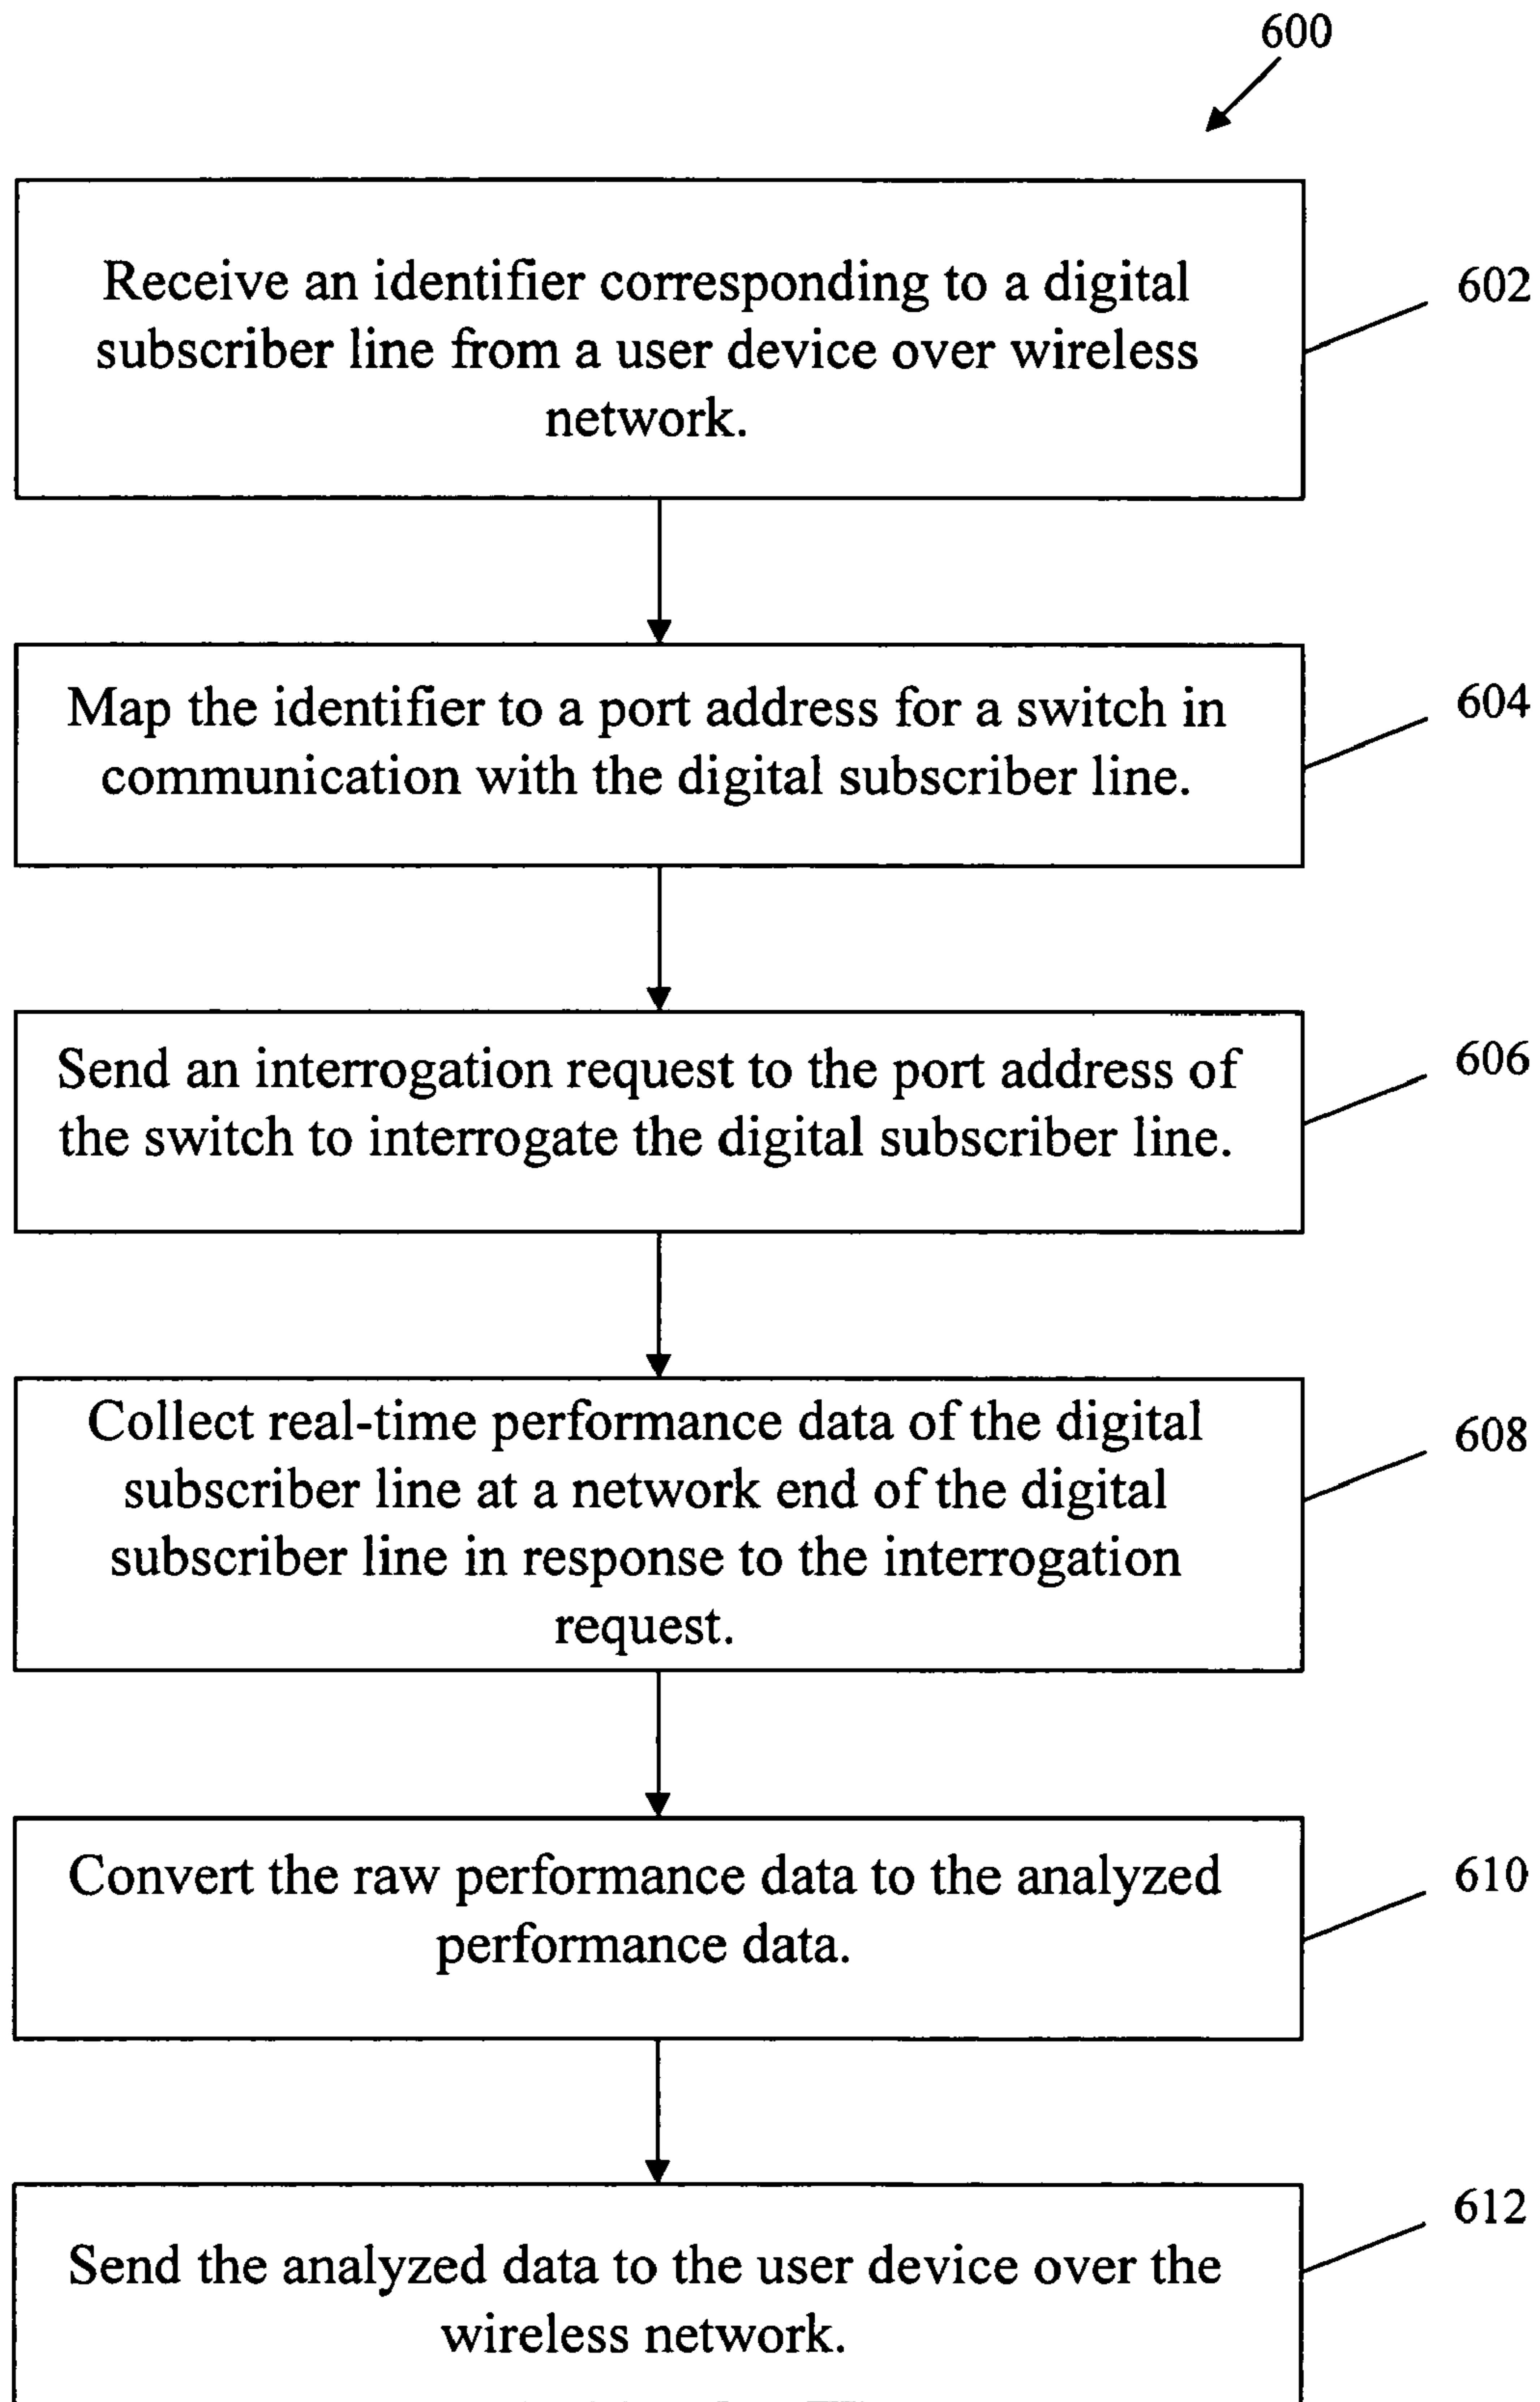 600
Receive an identifier corresponding to a digital
subscriber line from a user device over wireless
network.
602
Map the identifier to a port address for a switch in
communication with the digital subscriber line.
604
Send an interrogation request to the port address of
the switch to interrogate the digital subscriber line.
606
Collect real-time performance data of the digital
subscriber line at a network end of the digital
subscriber line in response to the interrogation
request.
608
Convert the raw performance data to the analyzed
performance data.
610
Send the analyzed data to the user device over the
wireless network.
612